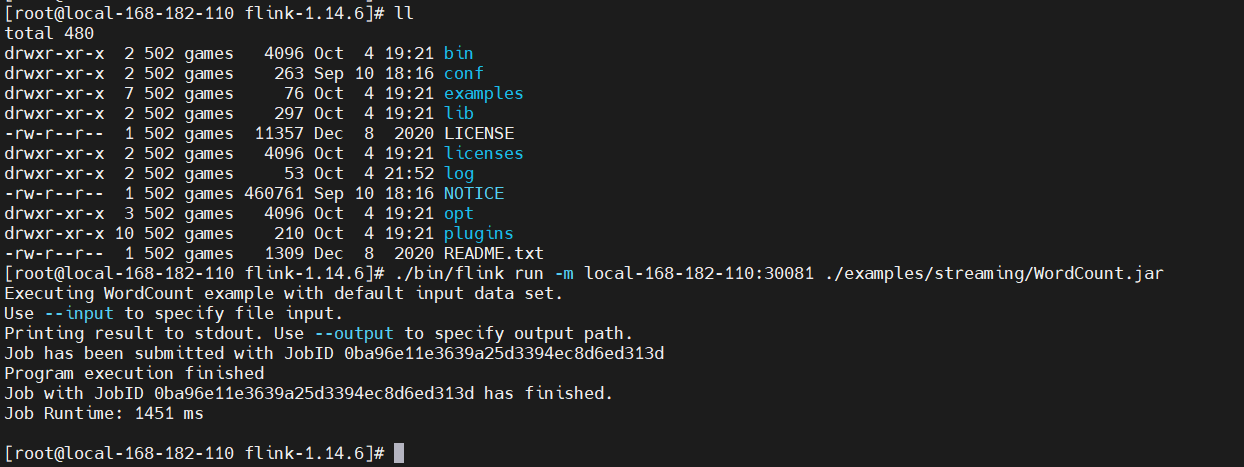 [root@local-168-182-110 flink-1.14.6]# ll
total 480
drwxr-xr-x  2 502 games   4096 Oct  4 19:21 bin
drwxr-xr-x  2 502 games    263 Sep 10 18:16 conf
drwxr-xr-x  7 502 games     76 Oct  4 19:21 examples
drwxr-xr-x  2 502 games    297 Oct  4 19:21 lib
-rw-r--r--  1 502 games  11357 Dec  8  2020 LICENSE
drwxr-xr-x  2 502 games   4096 Oct  4 19:21 licenses
drwxr-xr-x  2 502 games     53 Oct  4 21:52 log
-rw-r--r--  1 502 games 460761 Sep 10 18:16 NOTICE
drwxr-xr-x  3 502 games   4096 Oct  4 19:21 opt
drwxr-xr-x 10 502 games    210 Oct  4 19:21 plugins
-rw-r--r--  1 502 games   1309 Dec  8  2020 README.txt
[root@local-168-182-110 flink-1.14.6]# ./bin/flink run -m local-168-182-110:30081 ./examples/streaming/WordCount.jar
Executing WordCount example with default input data set.
Use --input to specify file input.
Printing result to stdout. Use --output to specify output path.
Job has been submitted with JobID 0ba96e11e3639a25d3394ec8d6ed313d
Program execution finished
Job with JobID 0ba96e11e3639a25d3394ec8d6ed313d has finished.
Job Runtime: 1451 ms
[root@local-168-182-110 flink-1.14.6]#